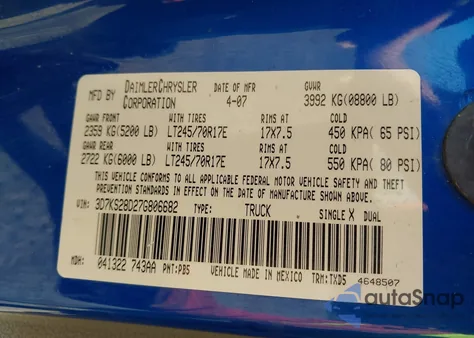 MFD BY DAIMLERCHRYSLER CORPORATION DATE OF MFR 4-07 GVWR 3992 KG(08800 LB)
GAWR FRONT WITH TIRES RIMS AT COLD
2359 KG(5200 LB) LT245/70R17E 17X7.5 450 KPA( 65 PSI)
GAWR REAR WITH TIRES RIMS AT COLD
2722 KG(6000 LB) LT245/70R17E 17X7.5 550 KPA( 80 PSI)
THIS VEHICLE CONFORMS TO ALL APPLICABLE FEDERAL MOTOR VEHICLE SAFETY AND THEFT
PREVENTION STANDARDS IN EFFECT ON THE DATE OF MANUFACTURE SHOWN ABOVE.
VIN: 3D7KS28D27G806682 TYPE: TRUCK SINGLE X DUAL
MDH: 041322 743AA PNT:PB5 VEHICLE MADE IN MEXICO TRM:TXD5 4648507
autoSnap